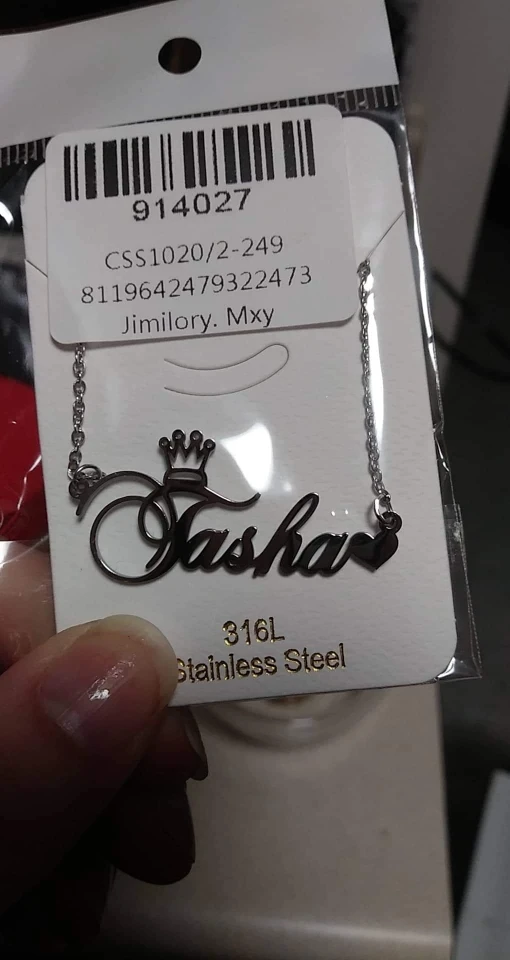 914027
CSS1020/2-249
8119642479322473
Jimilory. Mxy
Tasha
316L
Stainless Steel